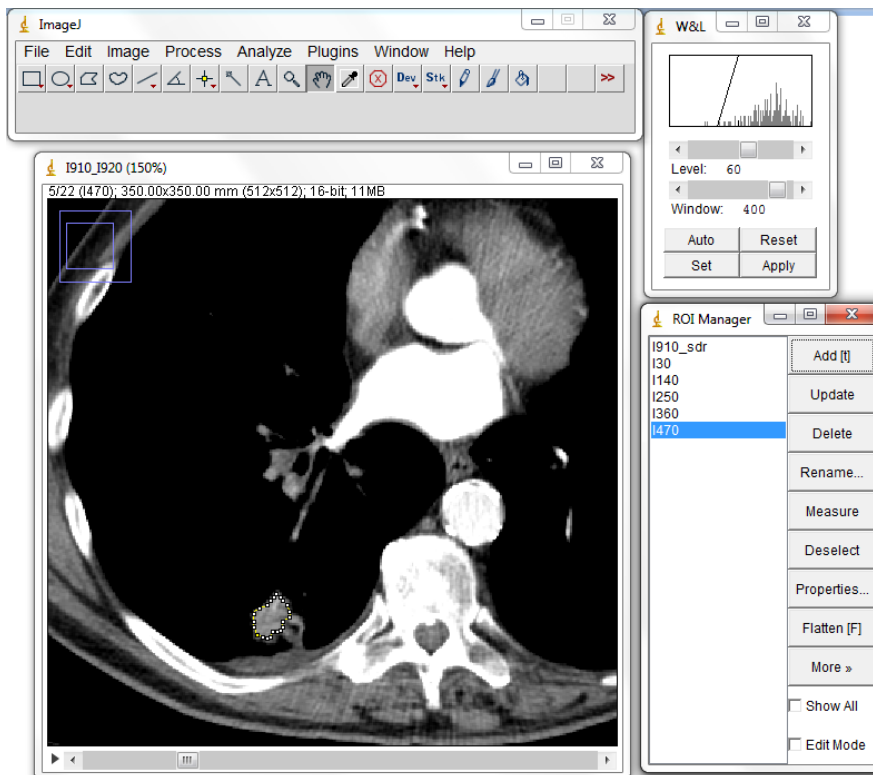 ImageJ
File Edit Image Process Analyze Plugins Window Help
A Dev Stk >>
W&L
Level: 60
Window: 400
Auto Reset
Set Apply
I910_I920 (150%)
5/22 (I470); 350.00x350.00 mm (512x512); 16-bit; 11MB
ROI Manager
I910_sdr
I30
I140
I250
I360
I470
Add [t]
Update
Delete
Rename...
Measure
Deselect
Properties...
Flatten [F]
More »
Show All
Edit Mode